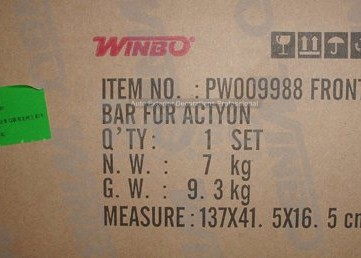 WINBO®
ITEM NO. : PW009988 FRONT
BAR FOR ACTYON
Q'TY : 1 SET
N. W. : 7 kg
G. W. : 9. 3 kg
MEASURE : 137X41. 5X16. 5 cm